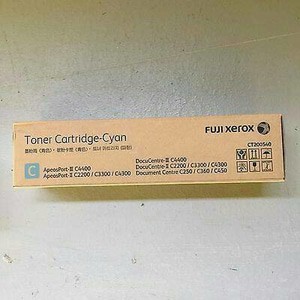 Toner Cartridge-Cyan
FUJI xerox
CT200540
C
ApeosPort-II C4400
ApeosPort-II C2200 / C3300 / C4300
DocuCentre-II C4400
DocuCentre-II C2200 / C3300 / C4300
Document Centre C250 / C360 / C450